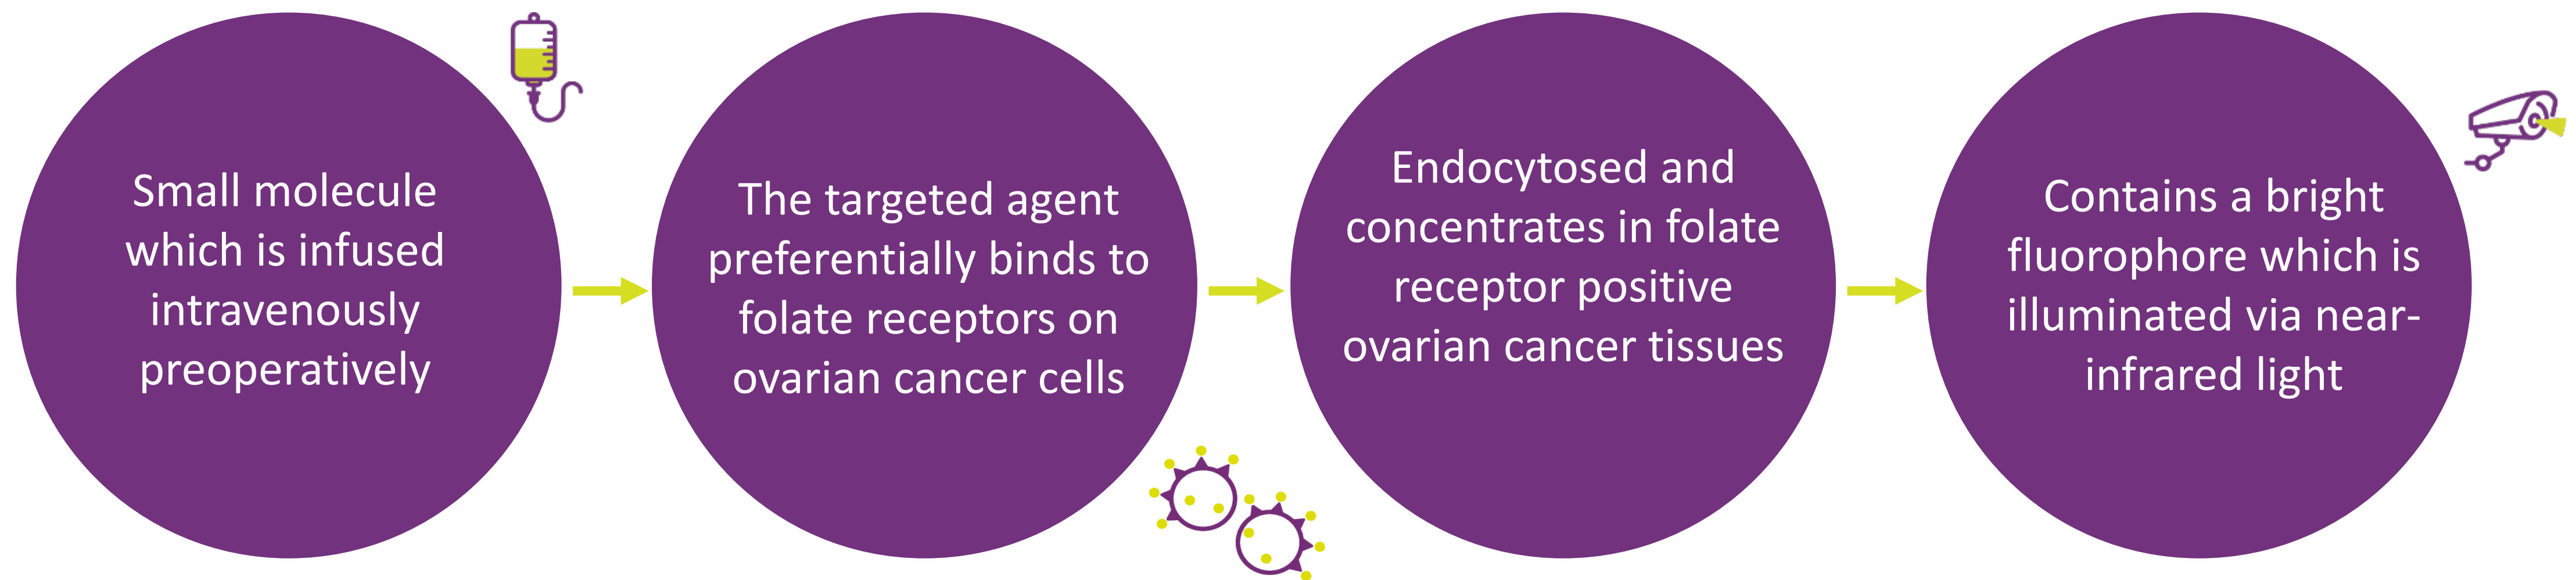 Small molecule
which is infused
intravenously
preoperatively
The targeted agent
preferentially binds to
folate receptors on
ovarian cancer cells
Endocytosed and
concentrates in folate
receptor positive
ovarian cancer tissues
Contains a bright
fluorophore which is
illuminated via near-
infrared light